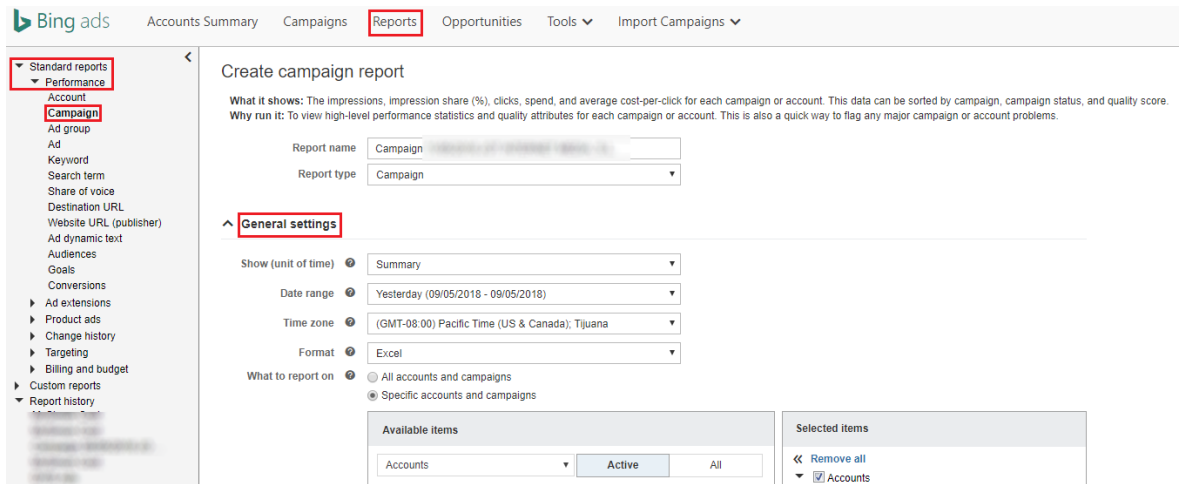 Bing ads Accounts Summary Campaigns Reports Opportunities Tools Import Campaigns
Standard reports
Performance
Account
Campaign
Ad group
Ad
Keyword
Search term
Share of voice
Destination URL
Website URL (publisher)
Ad dynamic text
Audiences
Goals
Conversions
Ad extensions
Product ads
Change history
Targeting
Billing and budget
Custom reports
Report history
Create campaign report
What it shows: The impressions, impression share (%), clicks, spend, and average cost-per-click for each campaign or account. This data can be sorted by campaign, campaign status, and quality score.
Why run it: To view high-level performance statistics and quality attributes for each campaign or account. This is also a quick way to flag any major campaign or account problems.
Report name Campaign
Report type Campaign
General settings
Show (unit of time) Summary
Date range Yesterday (09/05/2018 - 09/05/2018)
Time zone (GMT-08:00) Pacific Time (US & Canada); Tijuana
Format Excel
What to report on All accounts and campaigns
Specific accounts and campaigns
Available items
Accounts Active All
Selected items
Remove all
Accounts